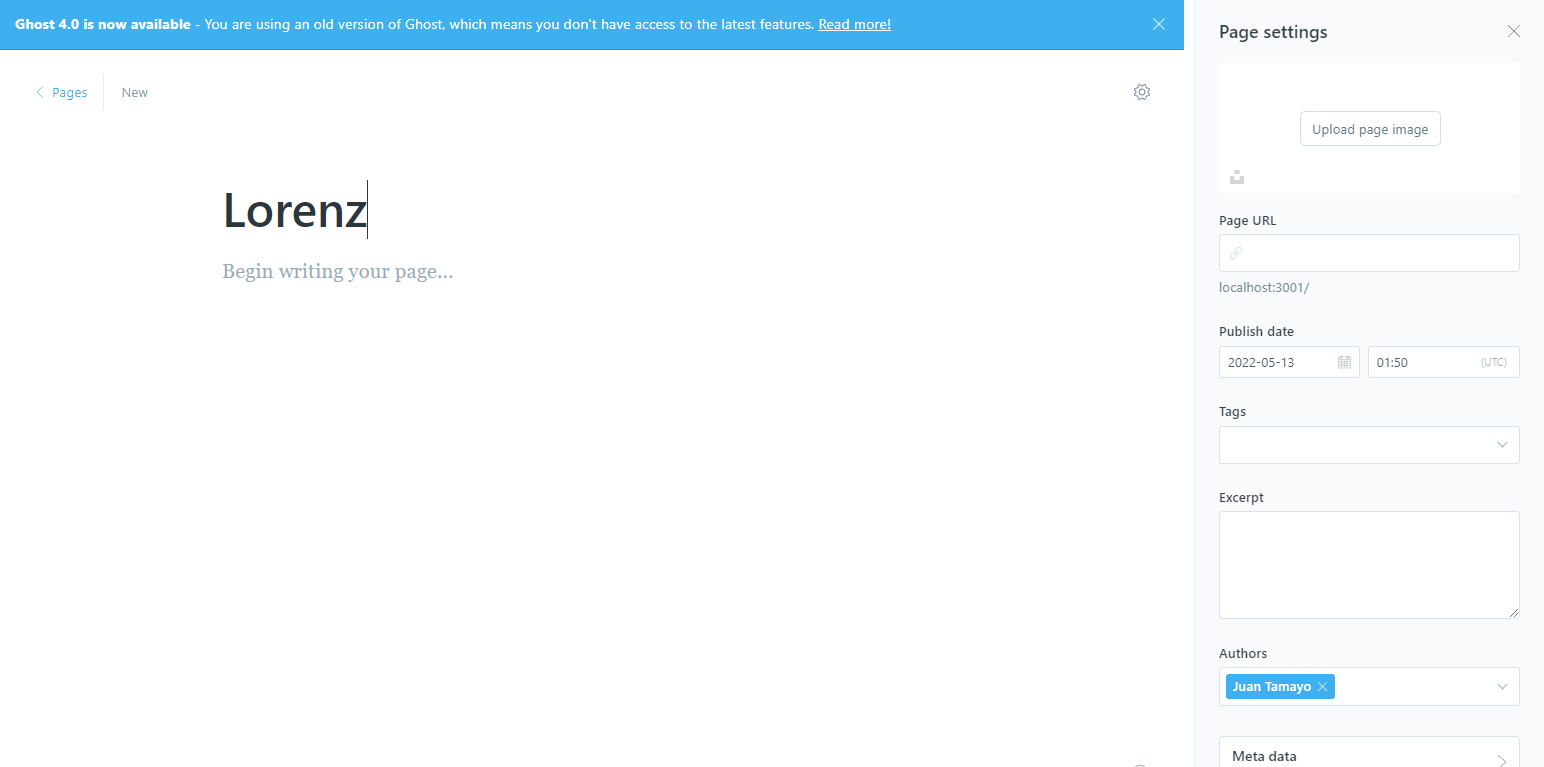 Ghost 4.0 is now available - You are using an old version of Ghost, which means you don't have access to the latest features. Read more!
Pages
New
Lorenz
Begin writing your page...
Page settings
Upload page image
Page URL
localhost:3001/
Publish date
2022-05-13
01:50
(UTC)
Tags
Excerpt
Authors
Juan Tamayo
Meta data